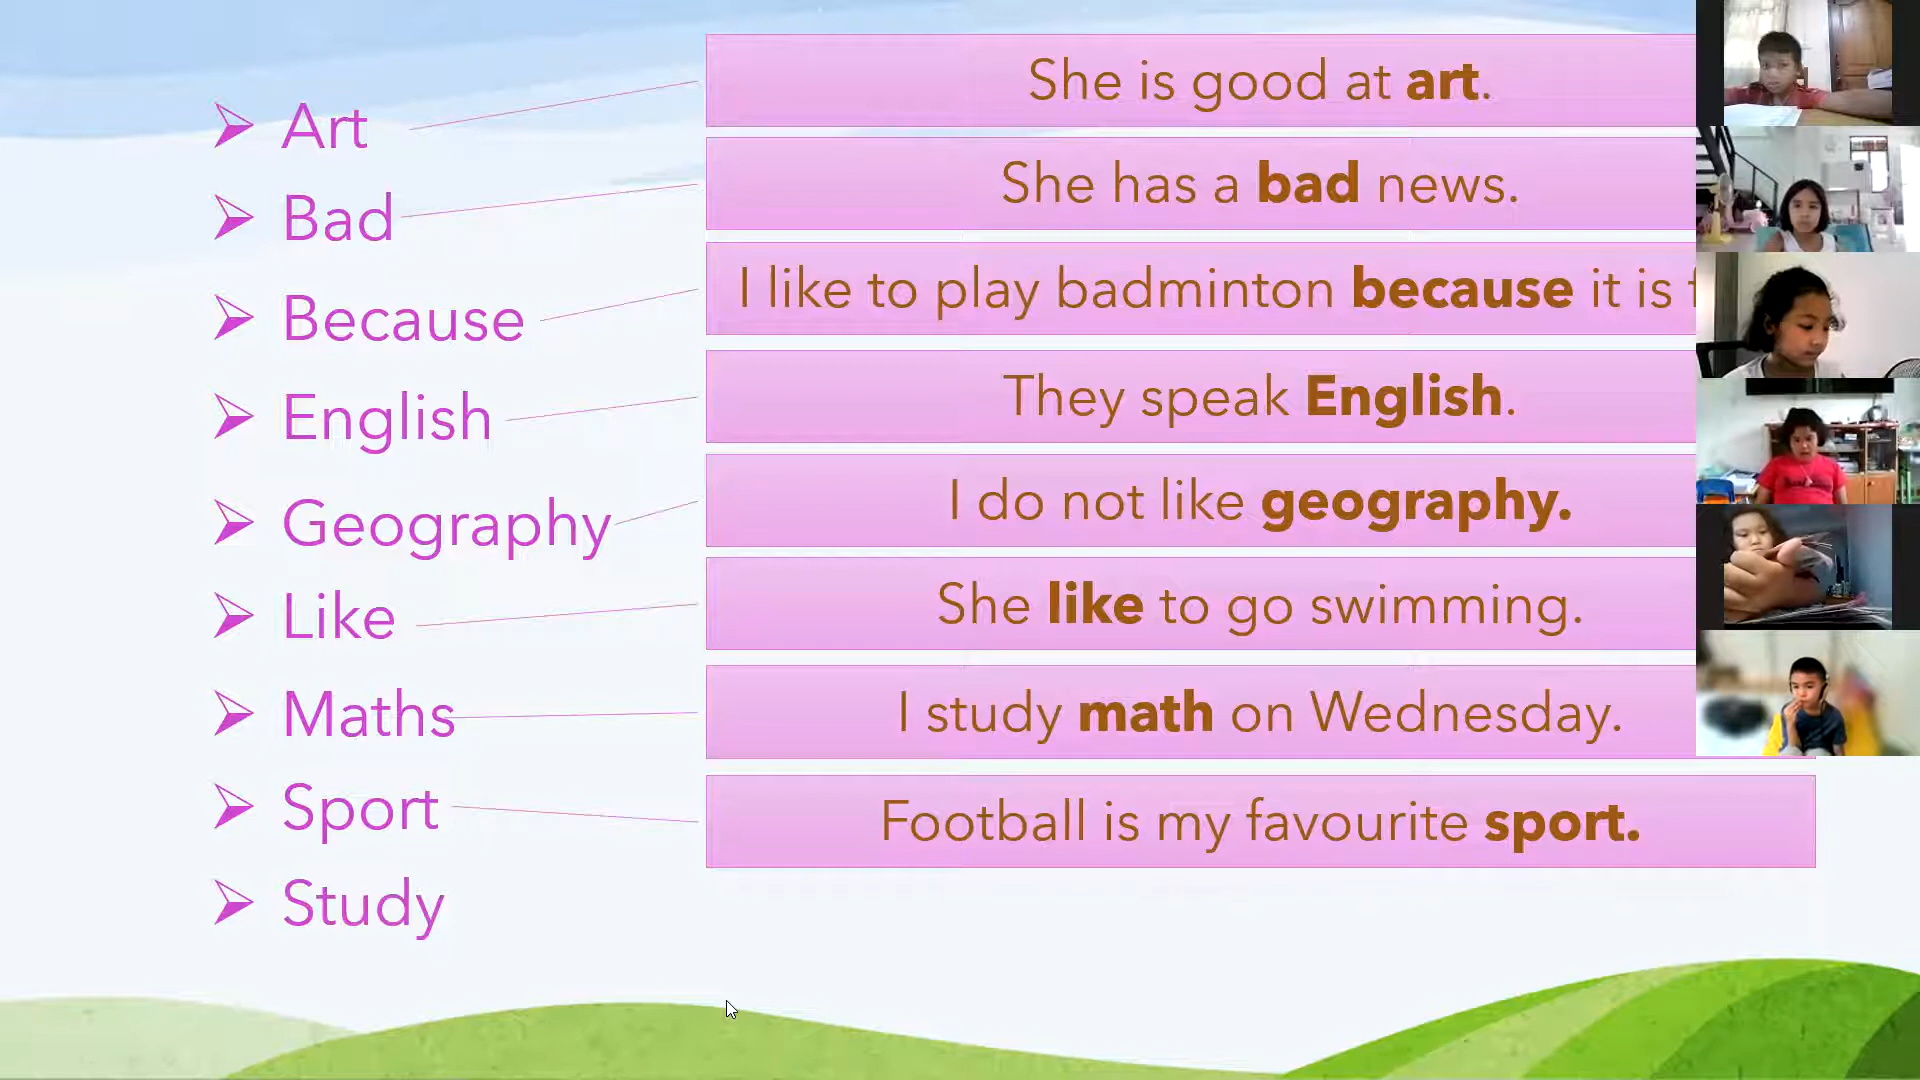 Art
She is good at art.
Bad
She has a bad news.
Because
I like to play badminton because it is
English
They speak English.
Geography
I do not like geography.
Like
She like to go swimming.
Maths
I study math on Wednesday.
Sport
Football is my favourite sport.
Study